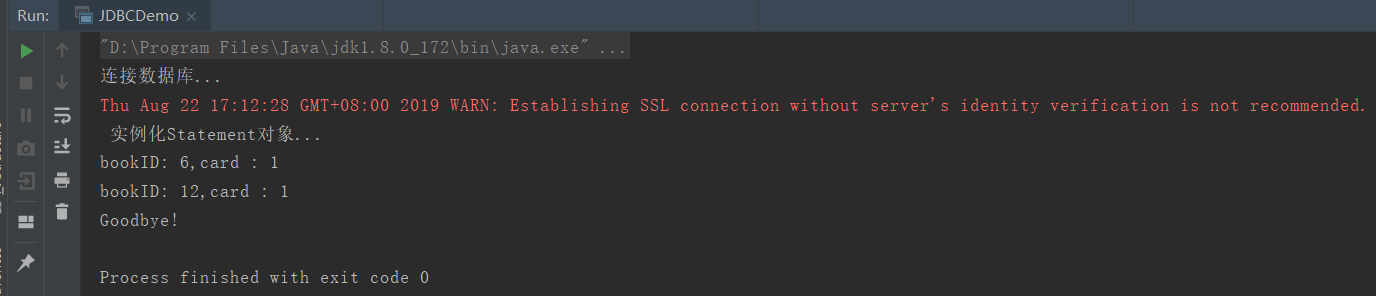 Run: JDBCDemo
"D:\Program Files\Java\jdk1.8.0_172\bin\java.exe" ...
连接数据库...
Thu Aug 22 17:12:28 GMT+08:00 2019 WARN: Establishing SSL connection without server's identity verification is not recommended.
实例化Statement对象...
bookID: 6,card : 1
bookID: 12,card : 1
Goodbye!
Process finished with exit code 0